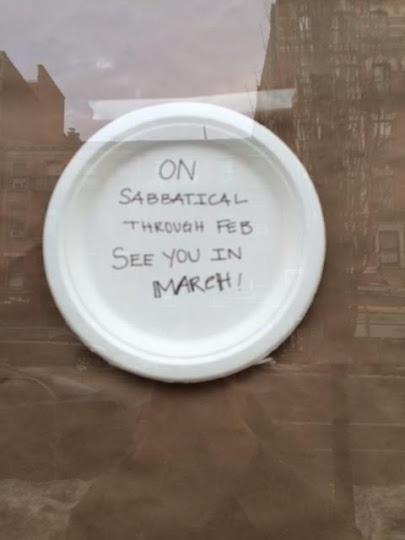 ON
SABBATICAL
THROUGH FEB
SEE YOU IN
MARCH!